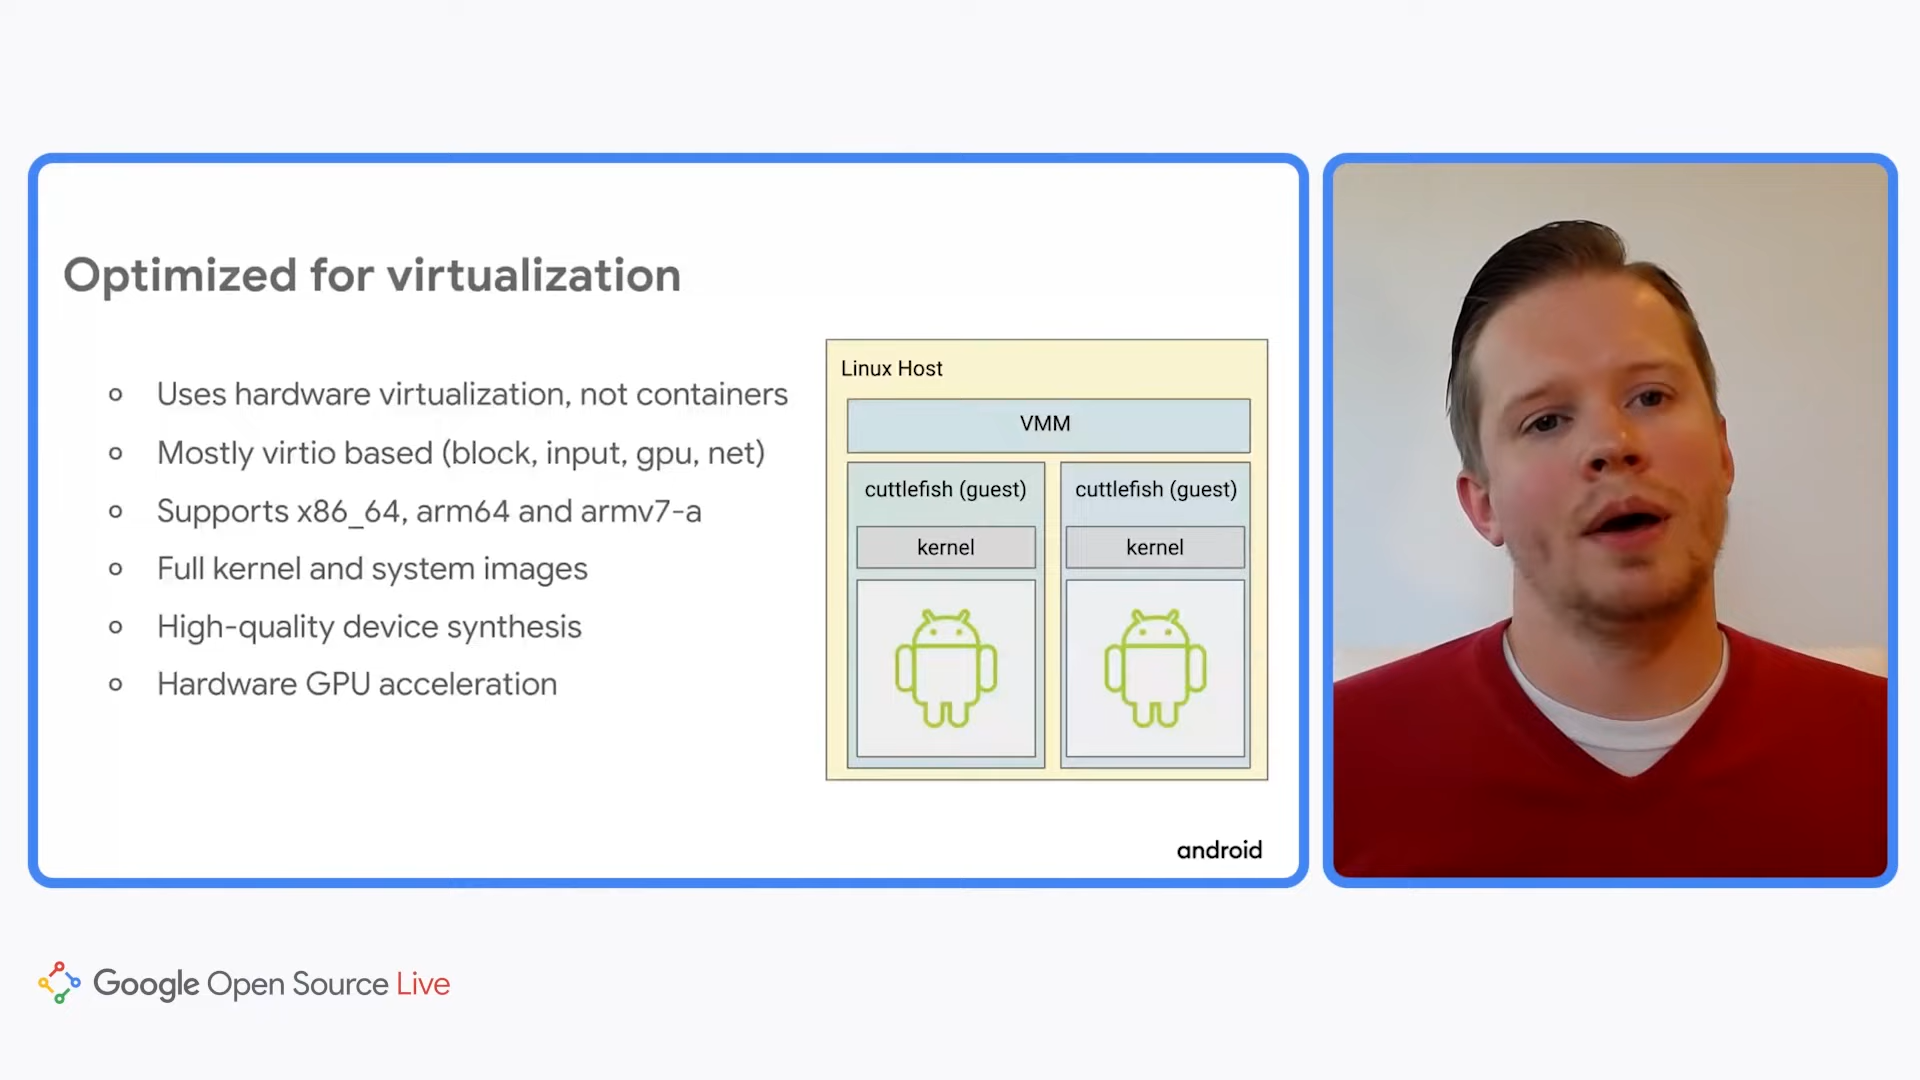 Optimized for virtualization
Uses hardware virtualization, not containers
Mostly virtio based (block, input, gpu, net)
Supports x86_64, arm64 and armv7-a
Full kernel and system images
High-quality device synthesis
Hardware GPU acceleration
Linux Host
VMM
cuttlefish (guest)
cuttlefish (guest)
kernel
kernel
android
Google Open Source Live